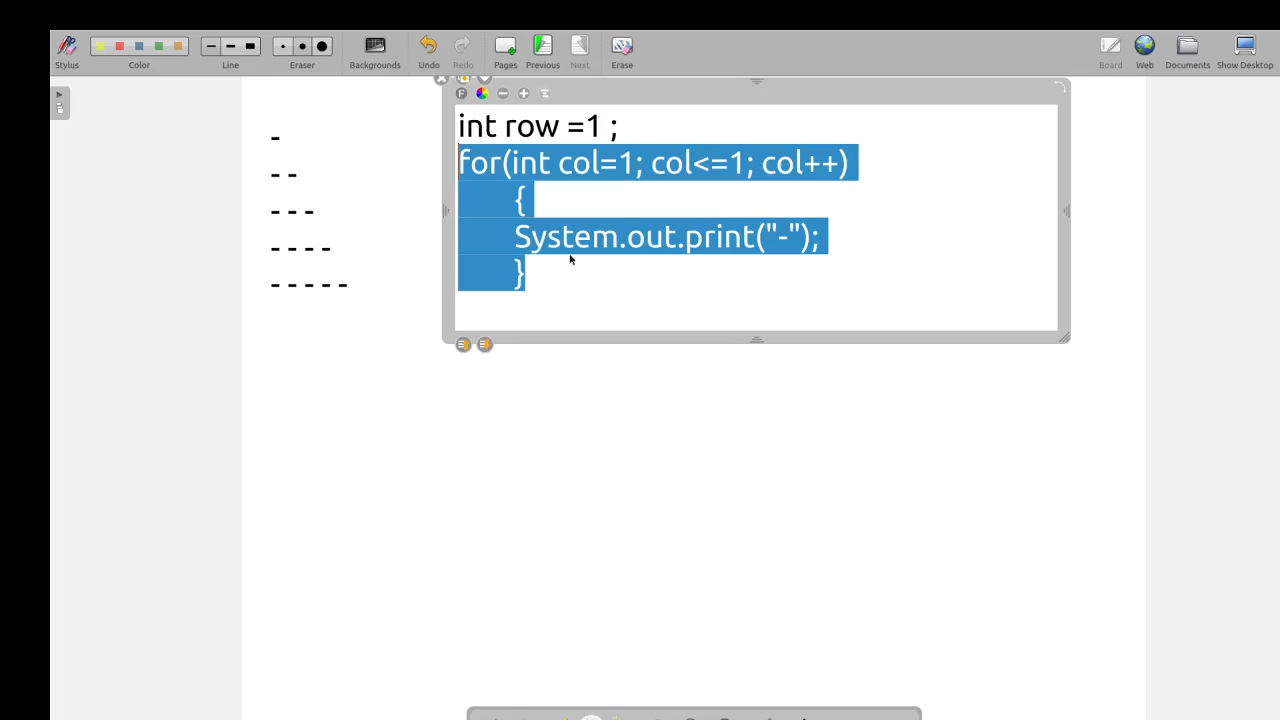 Stylus Color Line Eraser Backgrounds Undo Redo Pages Previous Next Erase Board Web Documents Show Desktop
F
-
- -
- - -
- - - -
- - - - -
int row =1 ;
for(int col=1; col<=1; col++)
{
System.out.print("-");
}